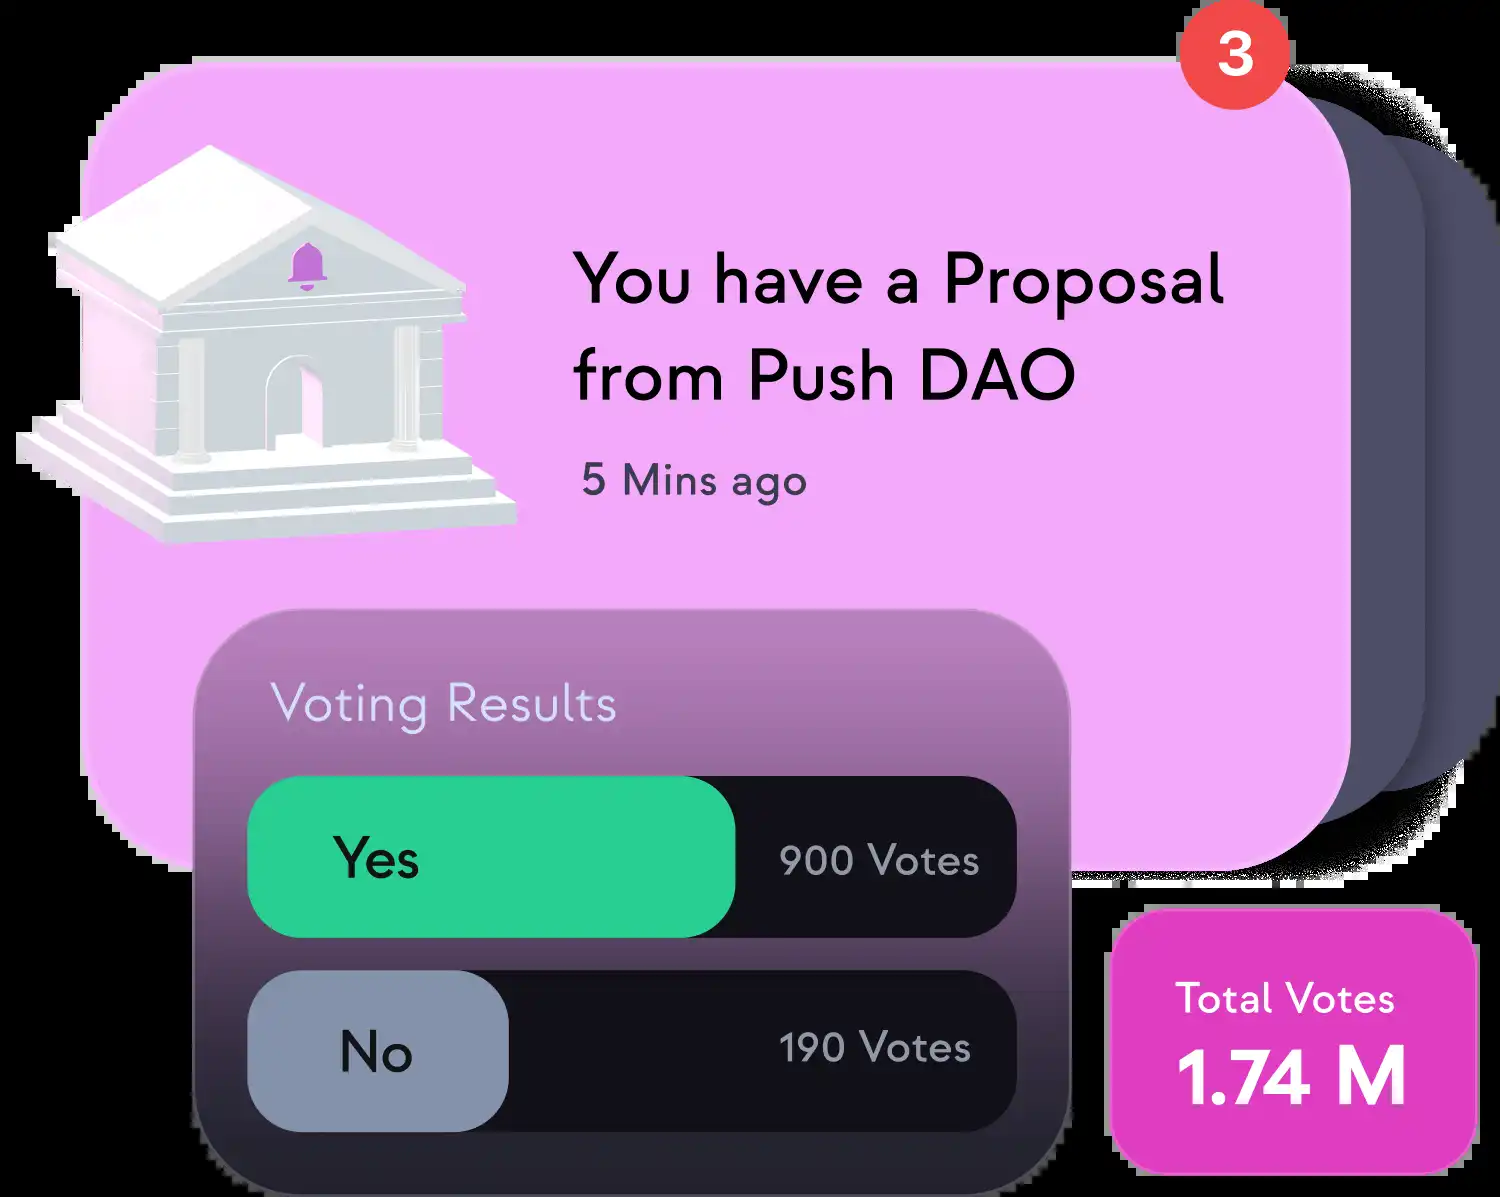 3
You have a Proposal
from Push DAO
5 Mins ago
Voting Results
Yes
900 Votes
No
190 Votes
Total Votes
1.74 M